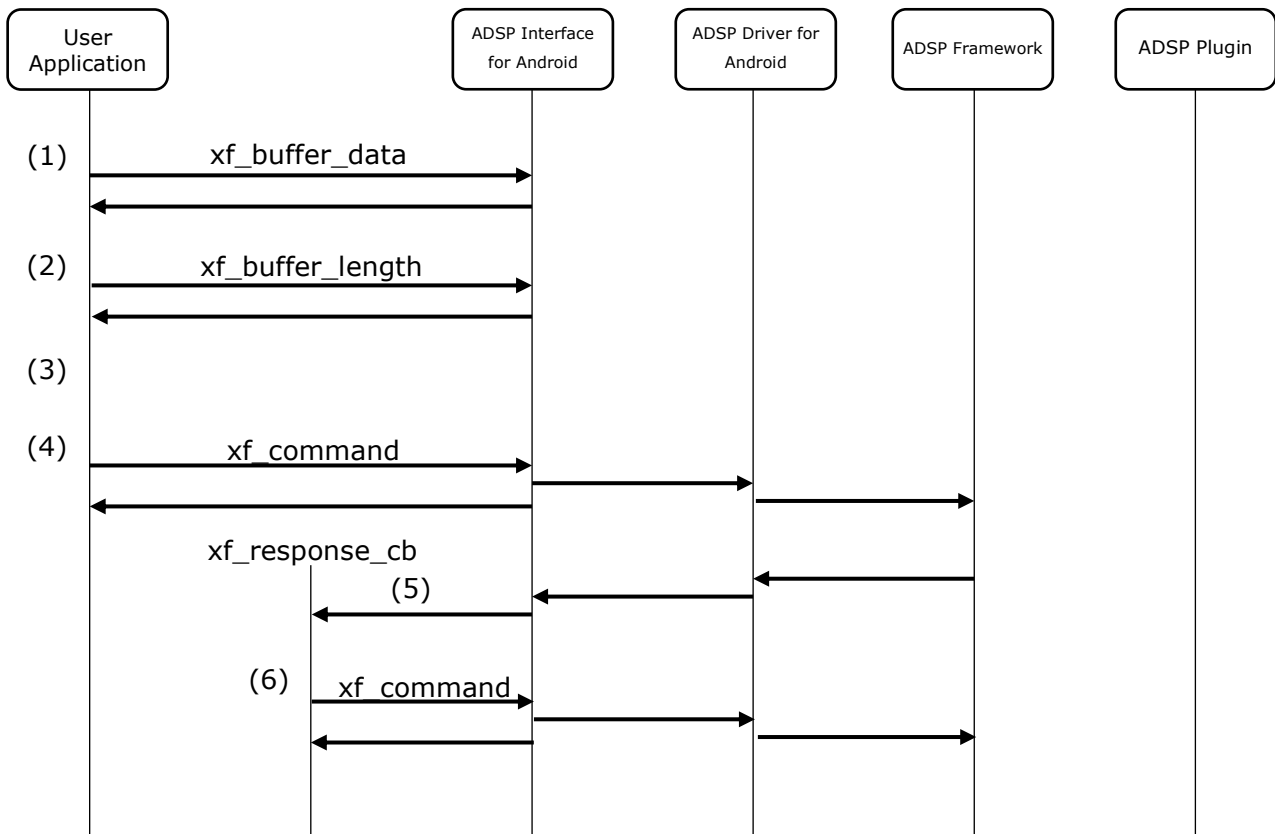 User
Application
ADSP Interface
for Android
ADSP Driver for
Android
ADSP Framework
ADSP Plugin
(1)
xf_buffer_data
(2)
xf_buffer_length
(3)
(4)
xf_command
xf_response_cb
(5)
(6)
xf_command